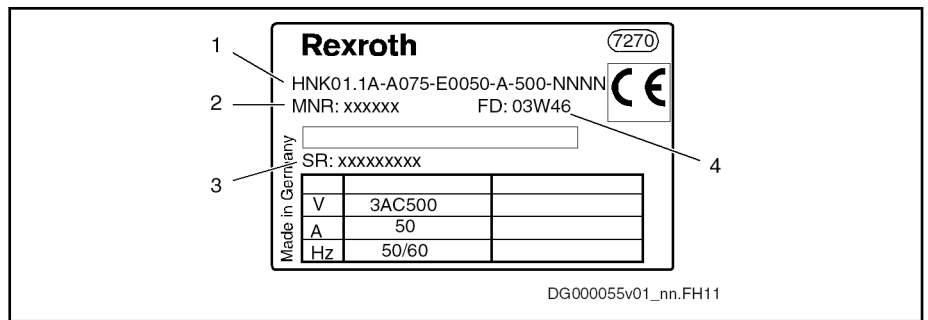 1
Rexroth
7270
HNK01.1A-A075-E0050-A-500-NNNN
CE
2
MNR: xxxxxx
FD: 03W46
4
3
SR: xxxxxxxxx
Made in Germany
V 3AC500
A 50
Hz 50/60
DG000055v01_nn.FH11